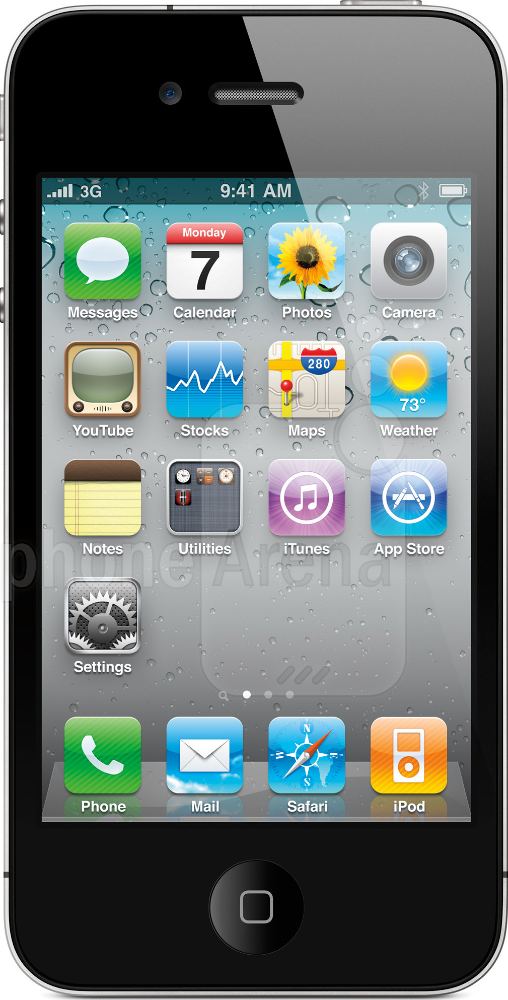 3G 9:41 AM
Monday
7
Messages Calendar Photos Camera
280
73°
YouTube Stocks Maps Weather
Notes Utilities iTunes App Store
phoneArena
Settings
N
W E
S
Phone Mail Safari iPod